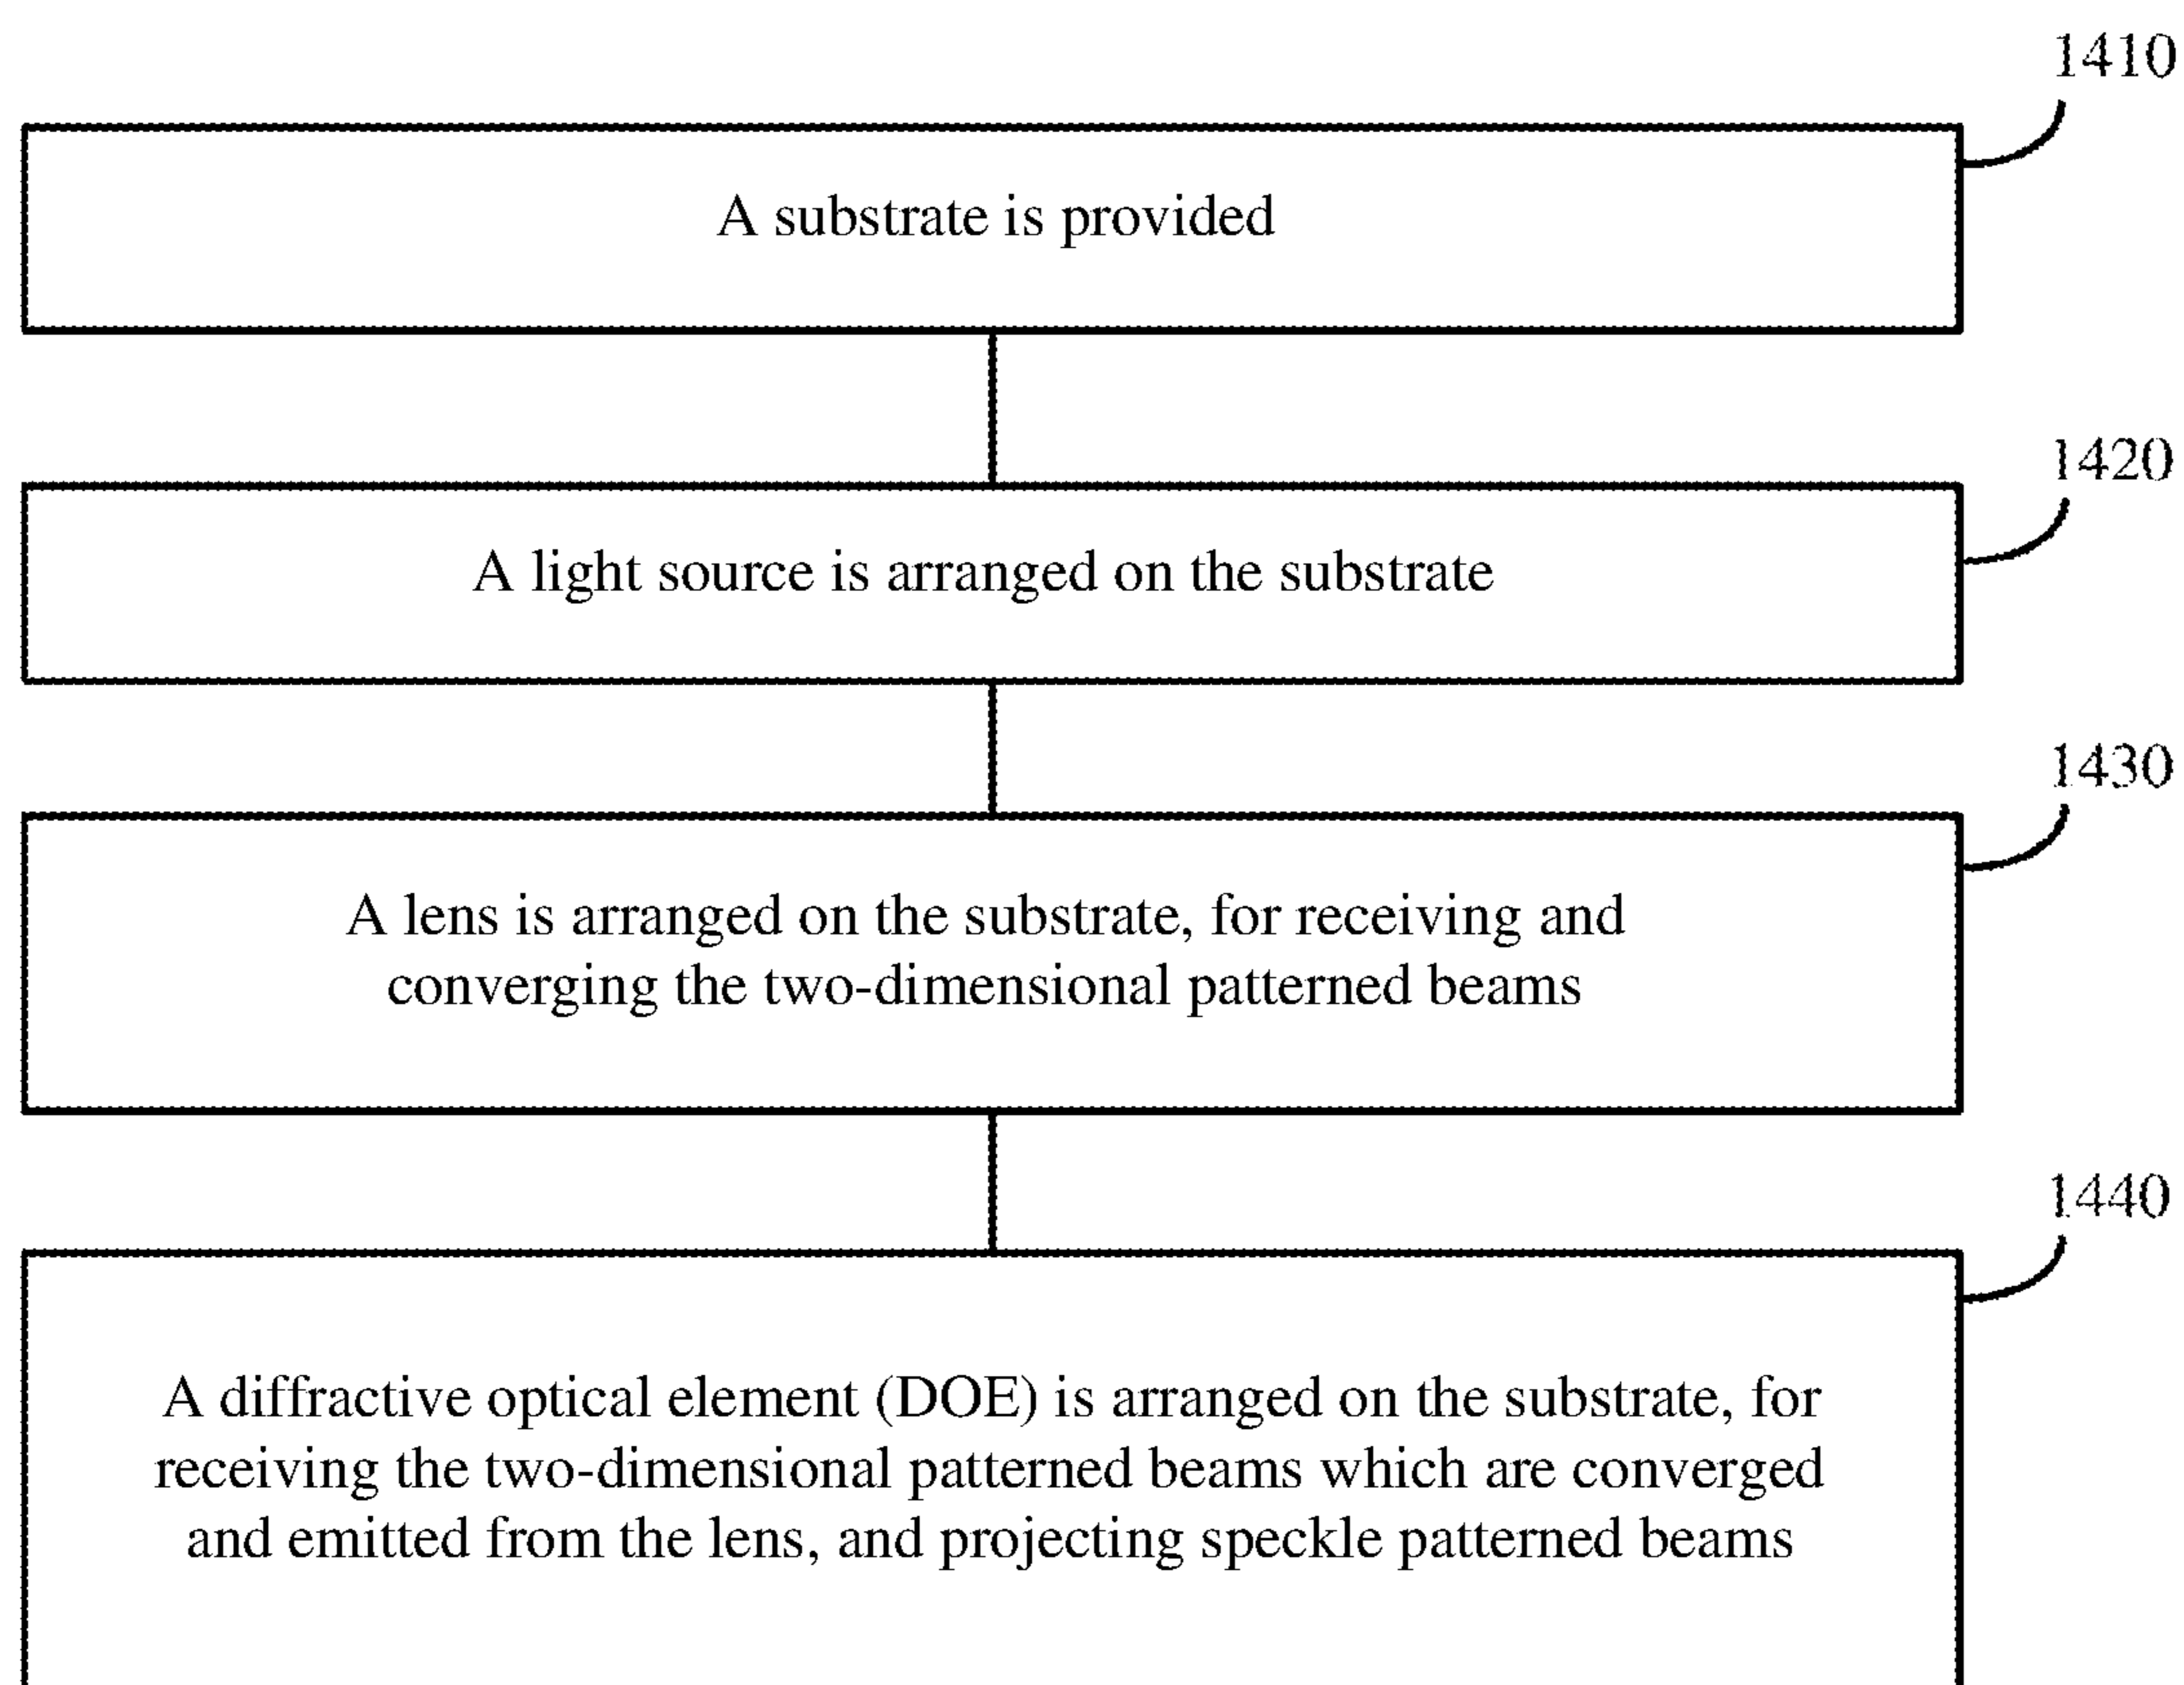 1410
A substrate is provided
1420
A light source is arranged on the substrate
1430
A lens is arranged on the substrate, for receiving and
converging the two-dimensional patterned beams
1440
A diffractive optical element (DOE) is arranged on the substrate, for
receiving the two-dimensional patterned beams which are converged
and emitted from the lens, and projecting speckle patterned beams